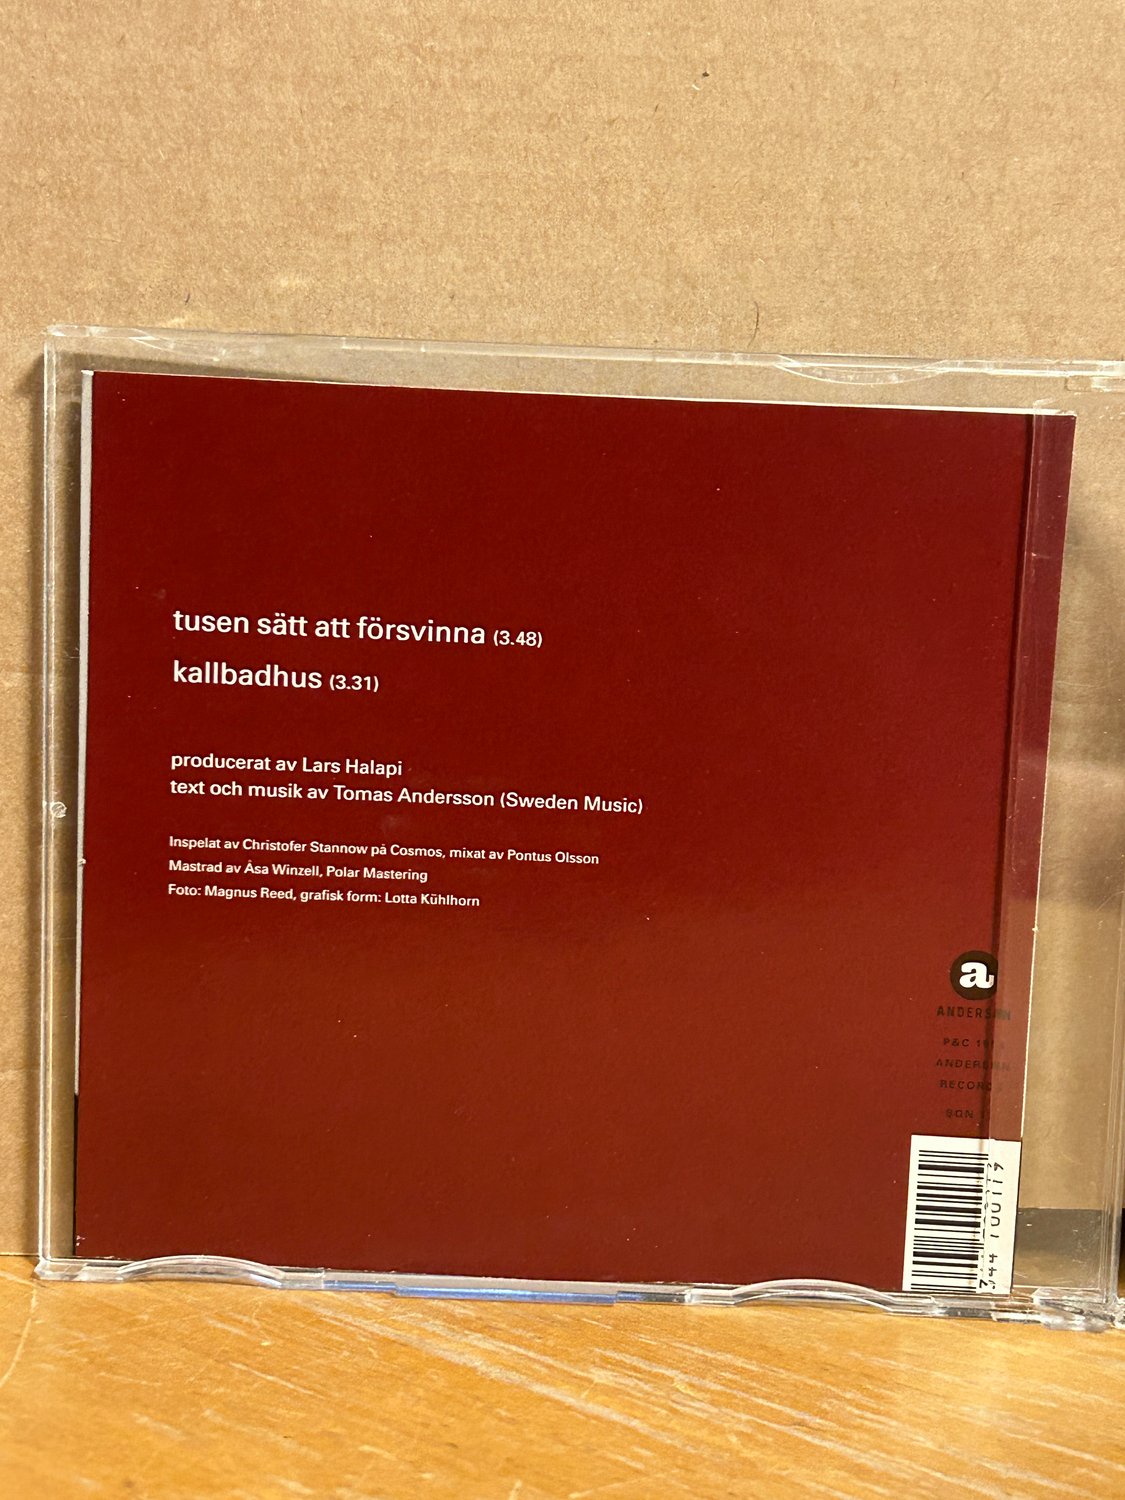 tusen sätt att försvinna (3.48)
kallbadhus (3.31)
producerat av Lars Halapi
text och musik av Tomas Andersson (Sweden Music)
Inspelat av Christofer Stannow på Cosmos, mixat av Pontus Olsson
Mastrad av Åsa Winzell, Polar Mastering
Foto: Magnus Reed, grafisk form: Lotta Kühlhorn
a
ANDERSON
P&C